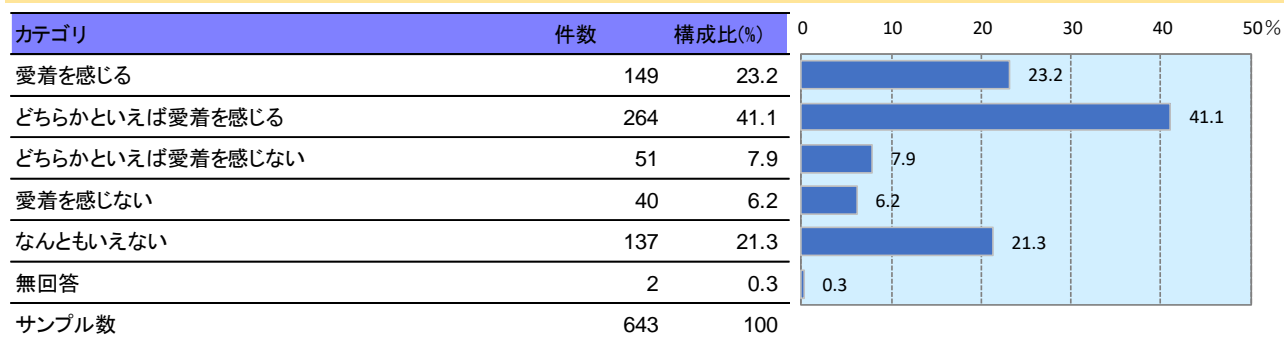 カテゴリ 件数 構成比(%) 0 10 20 30 40 50%
愛着を感じる 149 23.2 23.2
どちらかといえば愛着を感じる 264 41.1 41.1
どちらかといえば愛着を感じない 51 7.9 7.9
愛着を感じない 40 6.2 6.2
なんともいえない 137 21.3 21.3
無回答 2 0.3 0.3
サンプル数 643 100